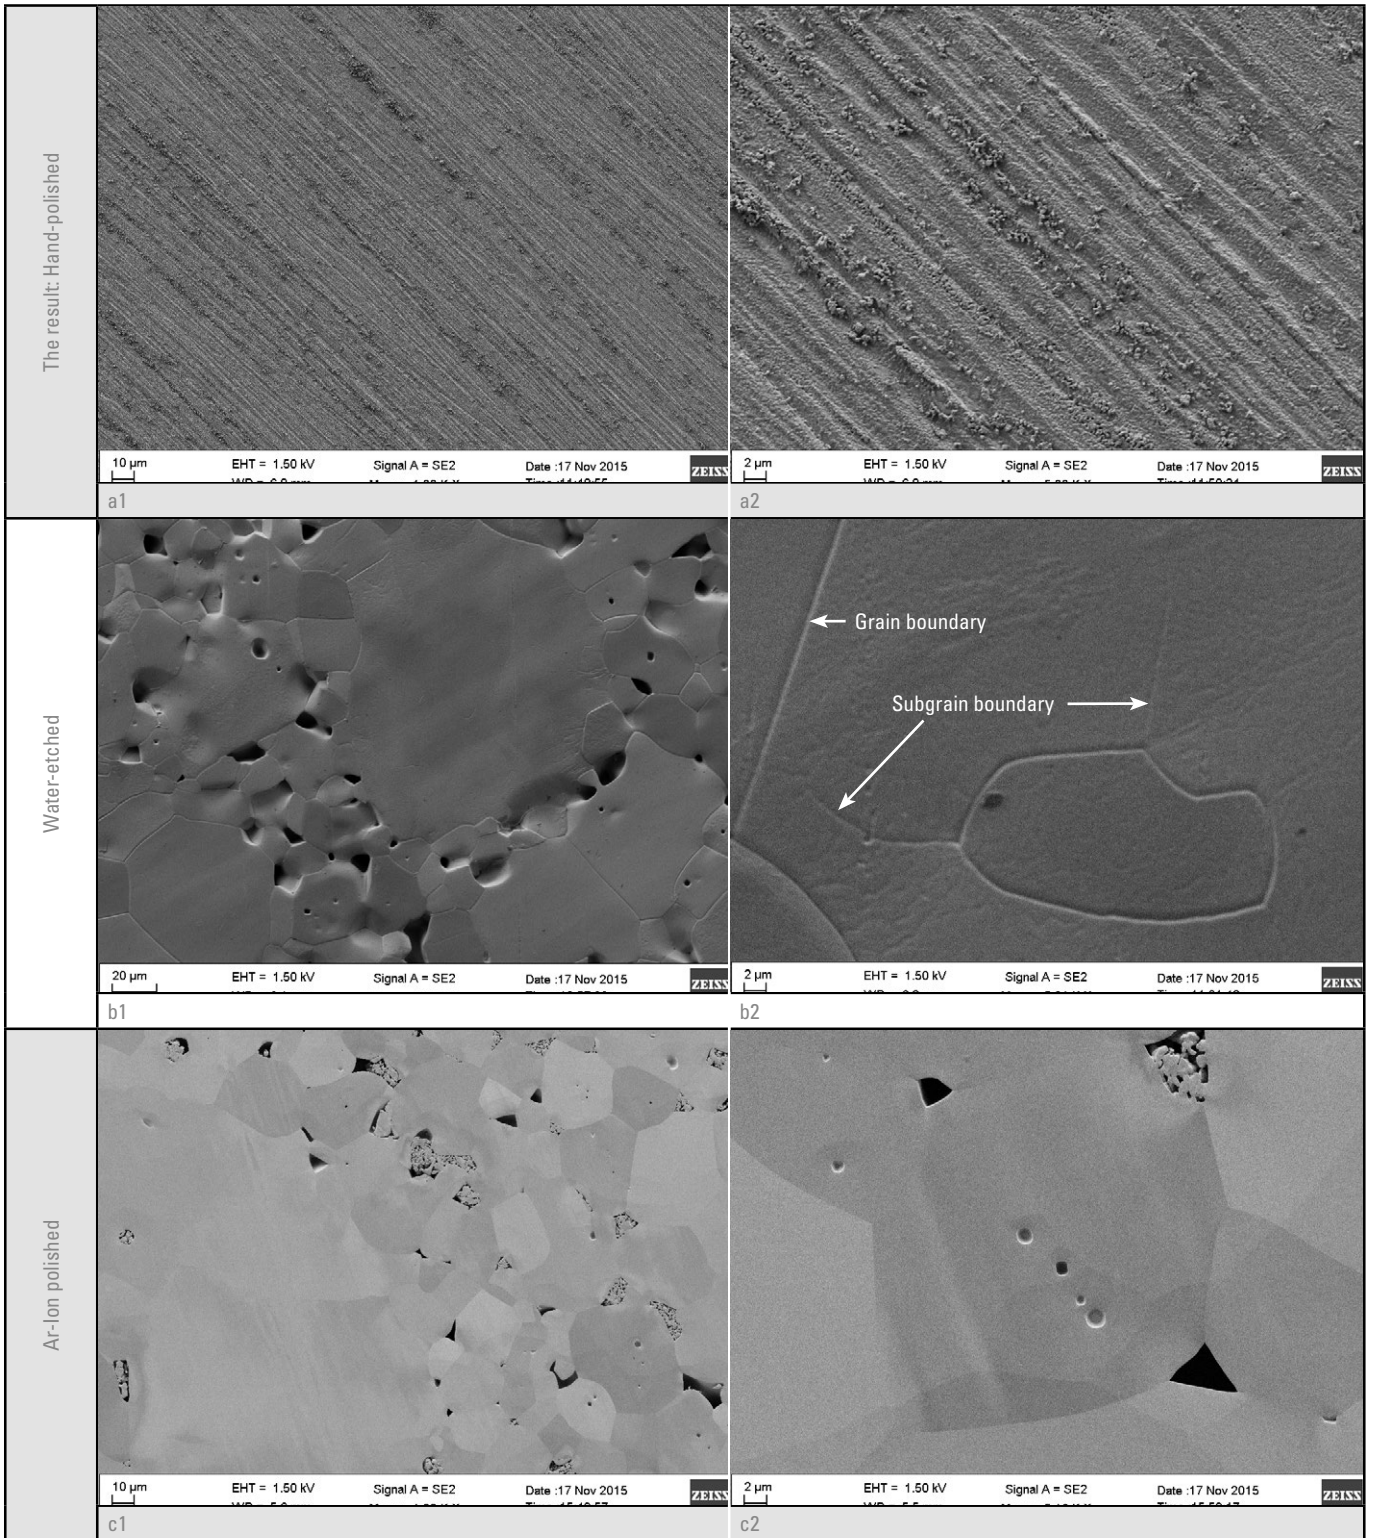 The result: Hand-polished
10 µm EHT = 1.50 kV Signal A = SE2 Date :17 Nov 2015 ZEISS
a1
2 µm EHT = 1.50 kV Signal A = SE2 Date :17 Nov 2015 ZEISS
a2
Water-etched
20 µm EHT = 1.50 kV Signal A = SE2 Date :17 Nov 2015 ZEISS
b1
Grain boundary
Subgrain boundary
2 µm EHT = 1.50 kV Signal A = SE2 Date :17 Nov 2015 ZEISS
b2
Ar-Ion polished
10 µm EHT = 1.50 kV Signal A = SE2 Date :17 Nov 2015 ZEISS
c1
2 µm EHT = 1.50 kV Signal A = SE2 Date :17 Nov 2015 ZEISS
c2